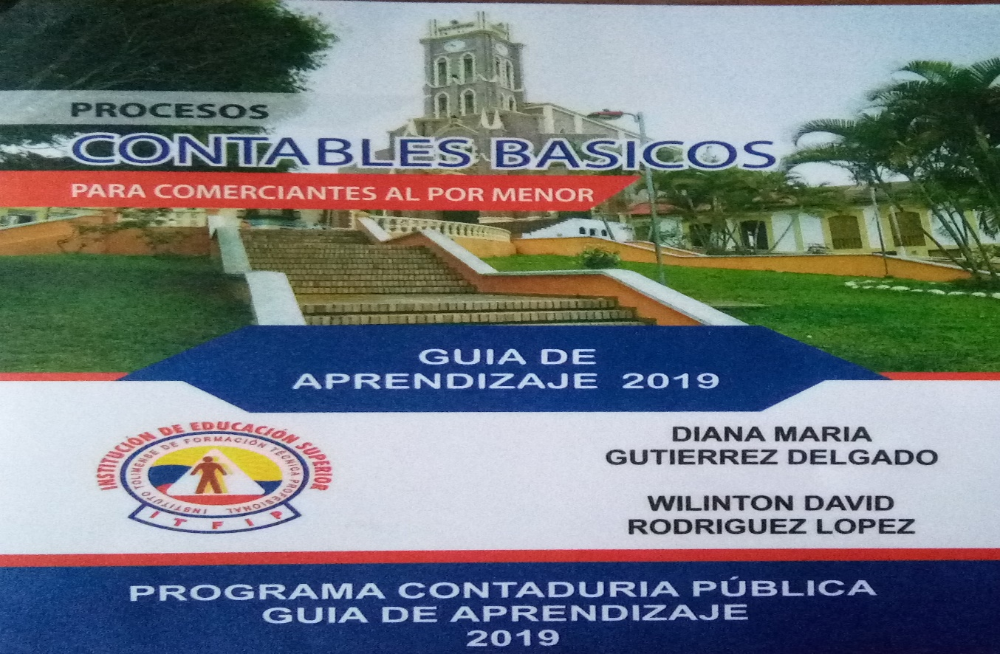 PROCESOS
CONTABLES BASICOS
PARA COMERCIANTES AL POR MENOR
GUIA DE
APRENDIZAJE 2019
INSTITUCIÓN DE EDUCACIÓN SUPERIOR
INSTITUTO TOLIMENSE DE FORMACIÓN TÉCNICA PROFESIONAL
ITFIP
DIANA MARIA
GUTIERREZ DELGADO
WILINTON DAVID
RODRIGUEZ LOPEZ
PROGRAMA CONTADURIA PÚBLICA
GUIA DE APRENDIZAJE
2019